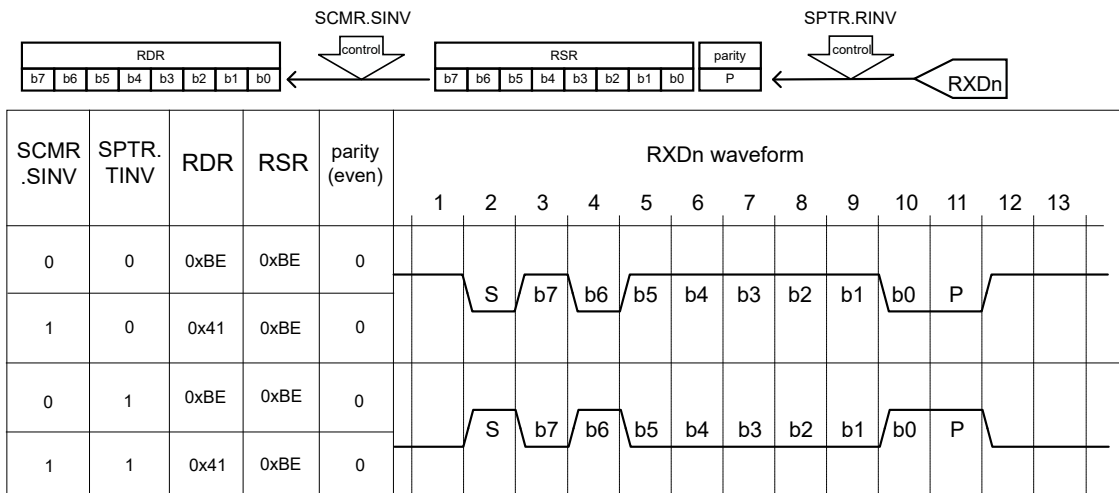 SCMR.SINV SPTR.RINV
control control
RDR RSR parity
b7 b6 b5 b4 b3 b2 b1 b0 b7 b6 b5 b4 b3 b2 b1 b0 P RXDn
SCMR .SINV SPTR. TINV RDR RSR parity (even) RXDn waveform
1 2 3 4 5 6 7 8 9 10 11 12 13
0 0 0xBE 0xBE 0
S b7 b6 b5 b4 b3 b2 b1 b0 P
1 0 0x41 0xBE 0
0 1 0xBE 0xBE 0
S b7 b6 b5 b4 b3 b2 b1 b0 P
1 1 0x41 0xBE 0